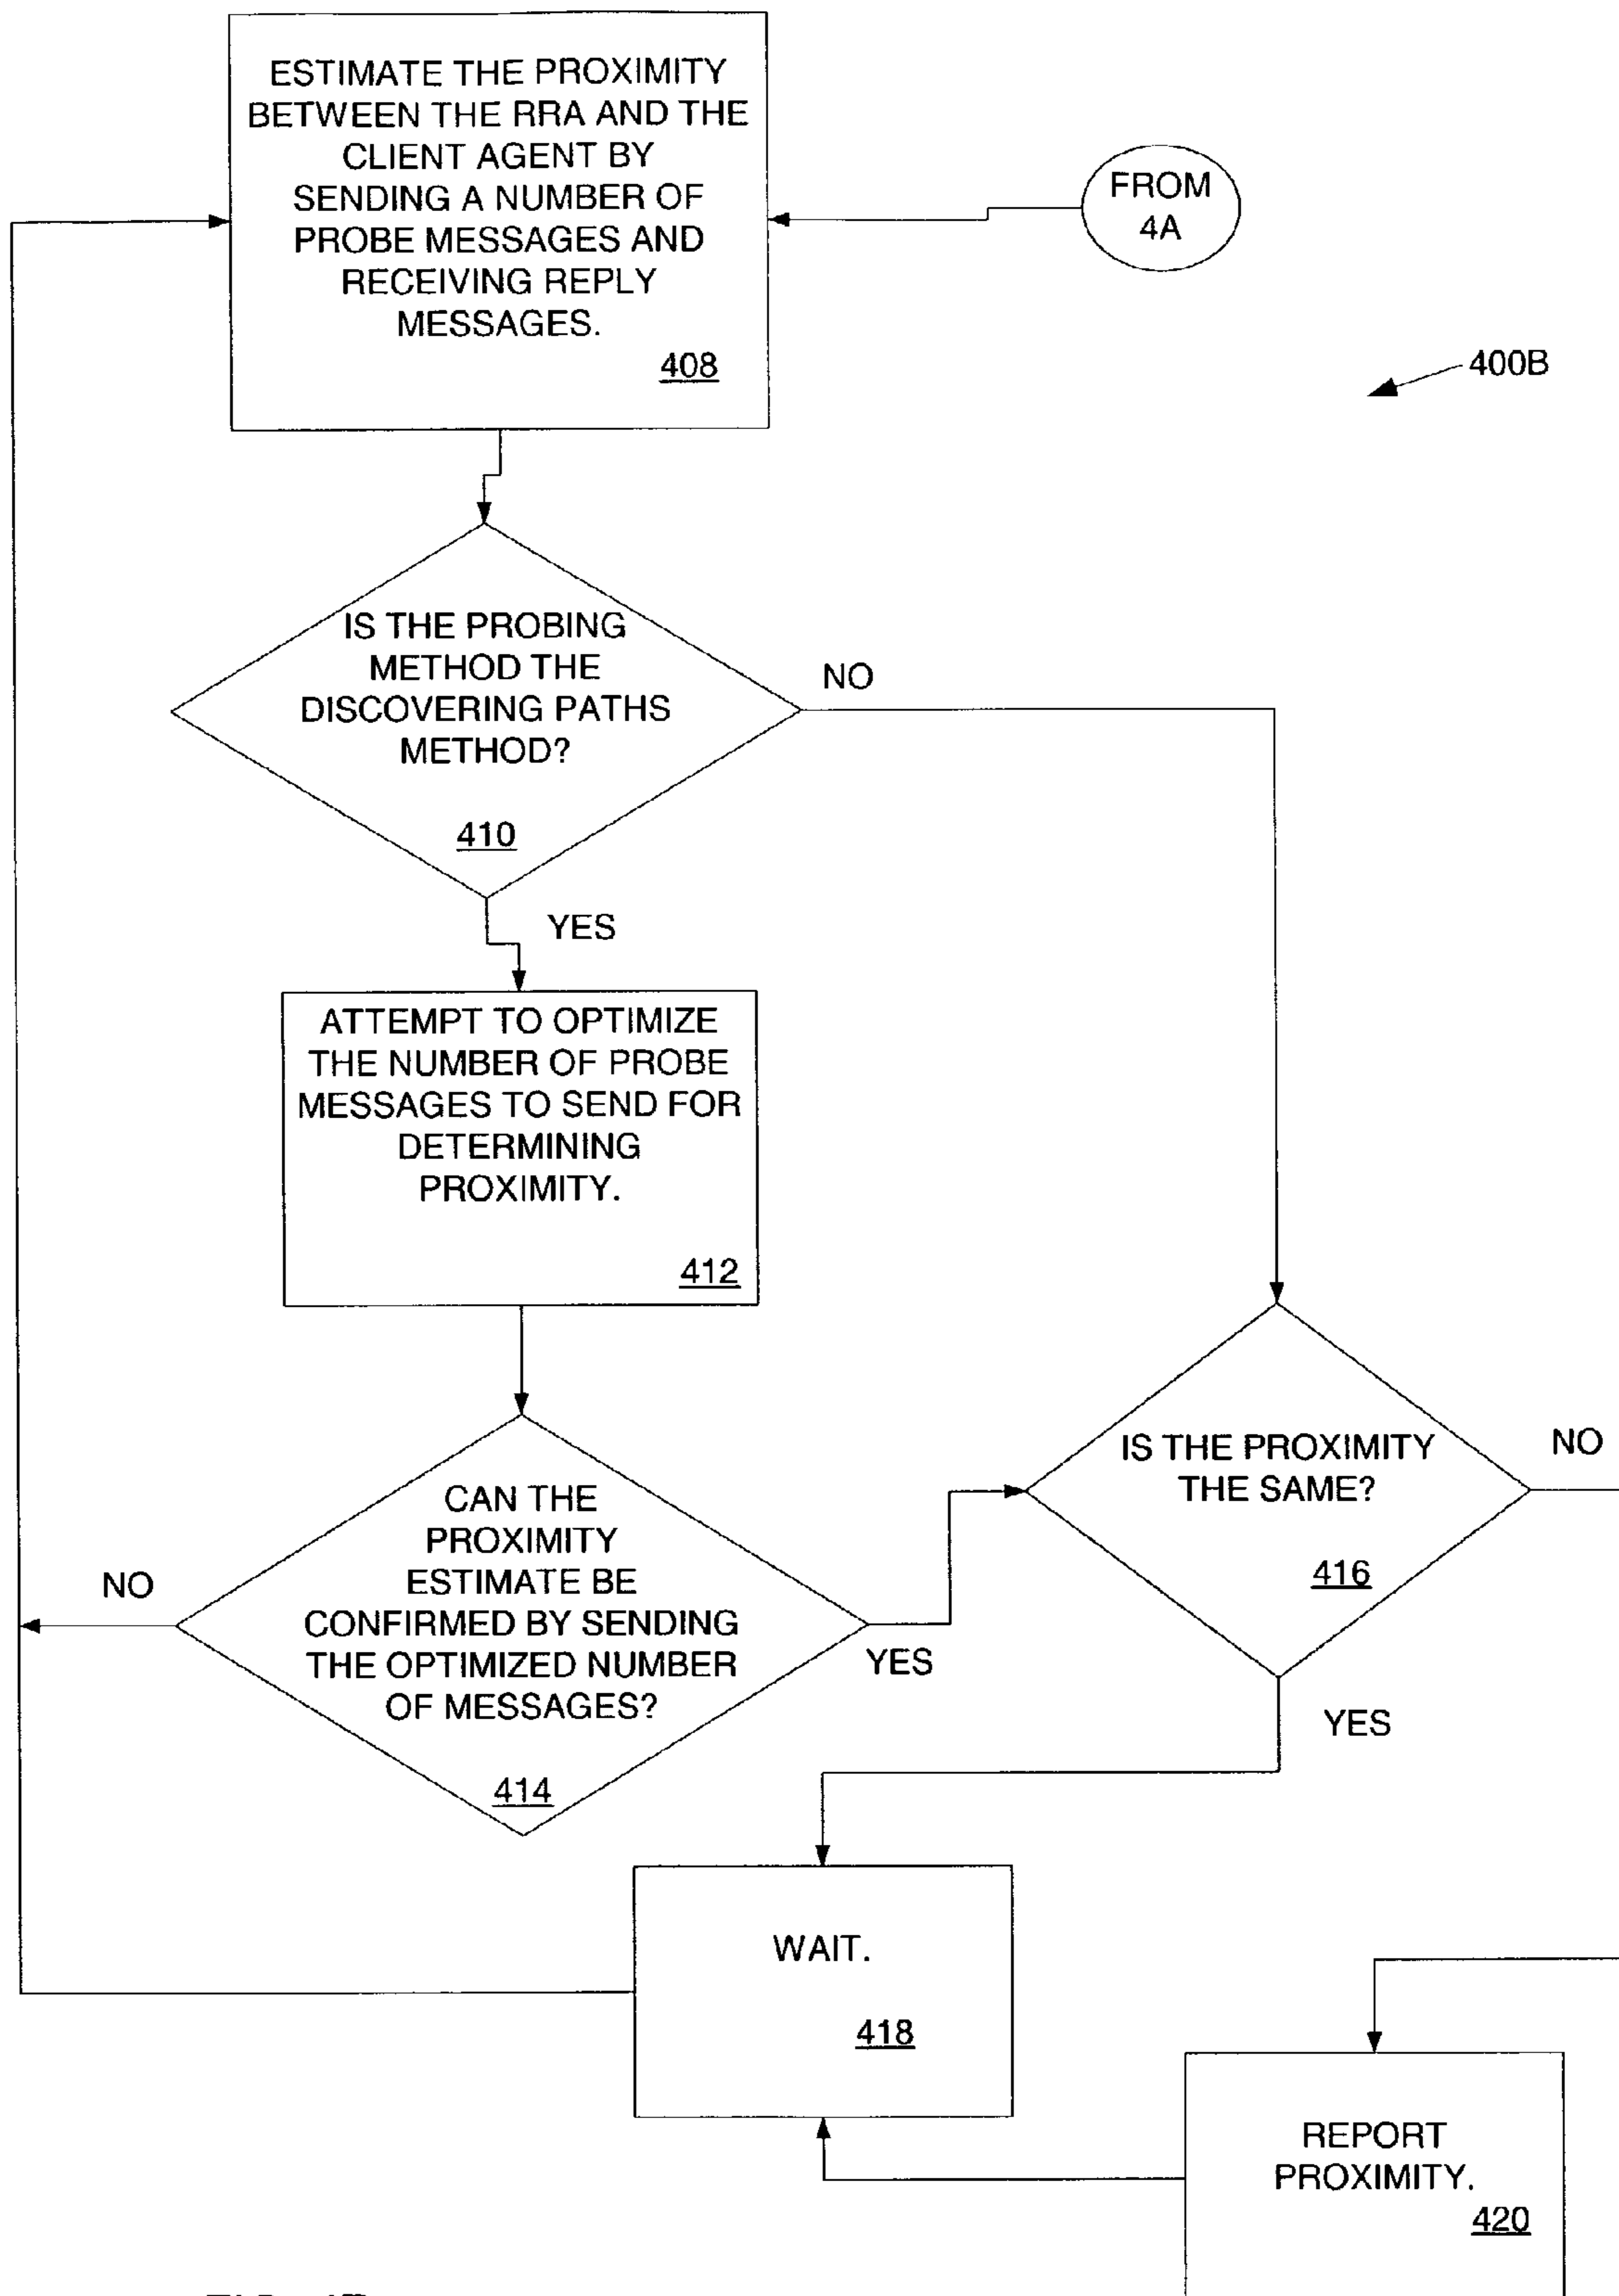 ESTIMATE THE PROXIMITY
BETWEEN THE RRA AND THE
CLIENT AGENT BY
SENDING A NUMBER OF
PROBE MESSAGES AND
RECEIVING REPLY
MESSAGES.
408
FROM
4A
400B
IS THE PROBING
METHOD THE
DISCOVERING PATHS
METHOD?
410
NO
YES
ATTEMPT TO OPTIMIZE
THE NUMBER OF PROBE
MESSAGES TO SEND FOR
DETERMINING
PROXIMITY.
412
CAN THE
PROXIMITY
ESTIMATE BE
CONFIRMED BY SENDING
THE OPTIMIZED NUMBER
OF MESSAGES?
414
NO
YES
IS THE PROXIMITY
THE SAME?
416
NO
YES
WAIT.
418
REPORT
PROXIMITY.
420